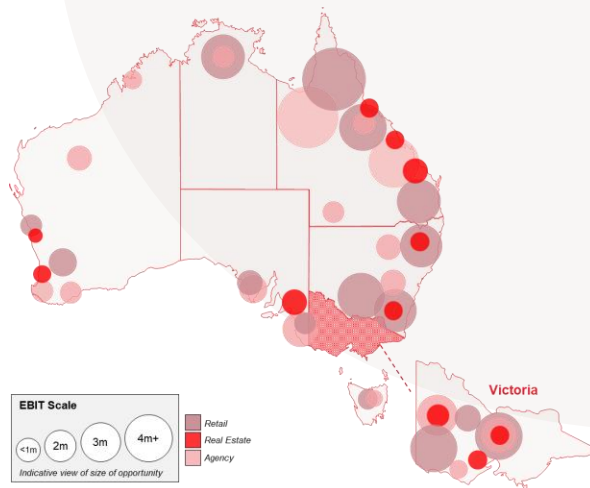 Victoria
EBIT Scale
<1m
2m
3m
4m+
Indicative view of size of opportunity
Retail
Real Estate
Agency